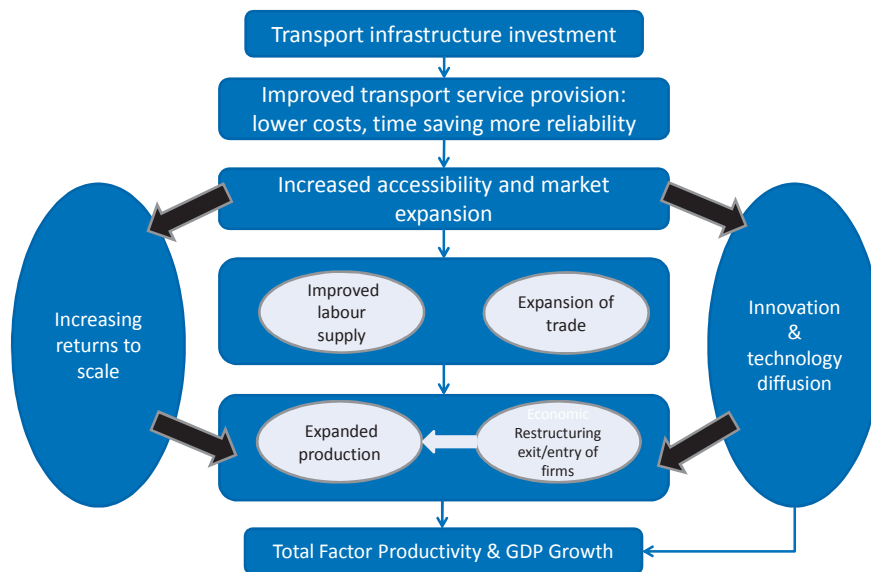 Transport infrastructure investment
Improved transport service provision:
lower costs, time saving more reliability
Increased accessibility and market
expansion
Increasing
returns to
scale
Improved
labour
supply
Expansion of
trade
Innovation
&
technology
diffusion
Expanded
production
Economic
Restructuring
exit/entry of
firms
Total Factor Productivity & GDP Growth